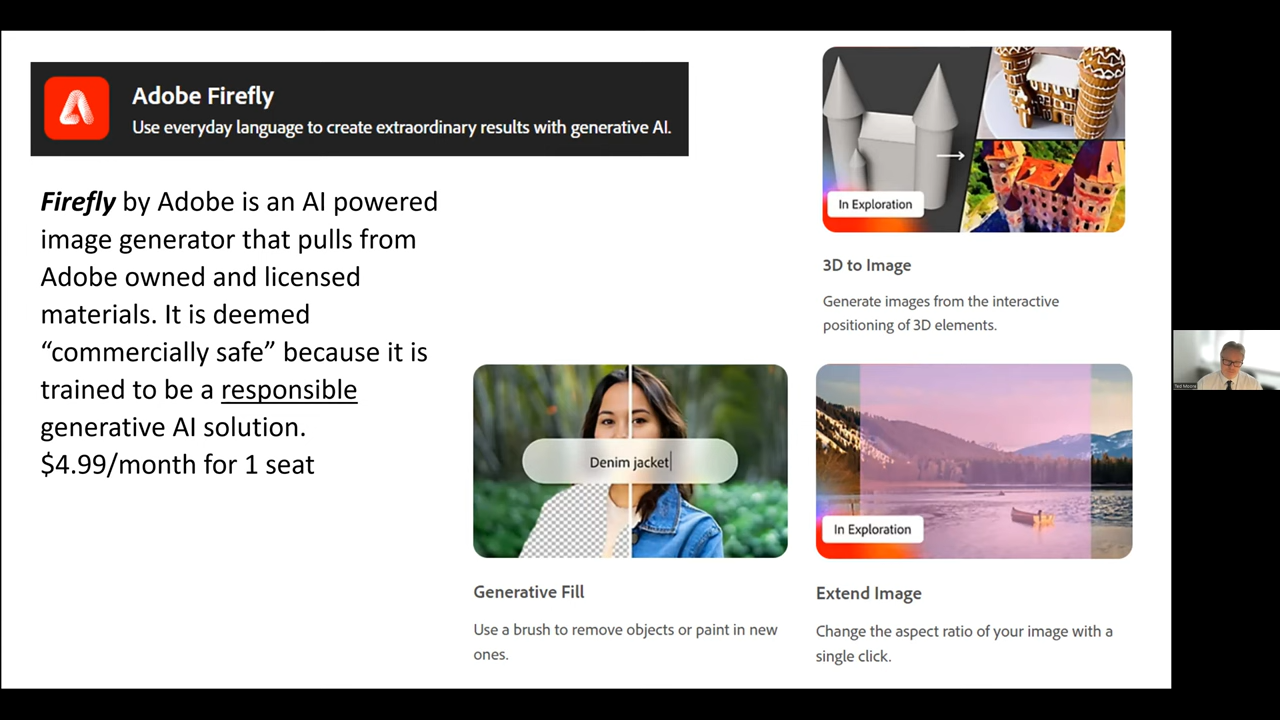 Adobe Firefly
Use everyday language to create extraordinary results with generative AI.
Firefly by Adobe is an AI powered
image generator that pulls from
Adobe owned and licensed
materials. It is deemed
“commercially safe” because it is
trained to be a responsible
generative AI solution.
$4.99/month for 1 seat
In Exploration
3D to Image
Generate images from the interactive
positioning of 3D elements.
Denim jacket
Generative Fill
Use a brush to remove objects or paint in new
ones.
In Exploration
Extend Image
Change the aspect ratio of your image with a
single click.
Ted Moore